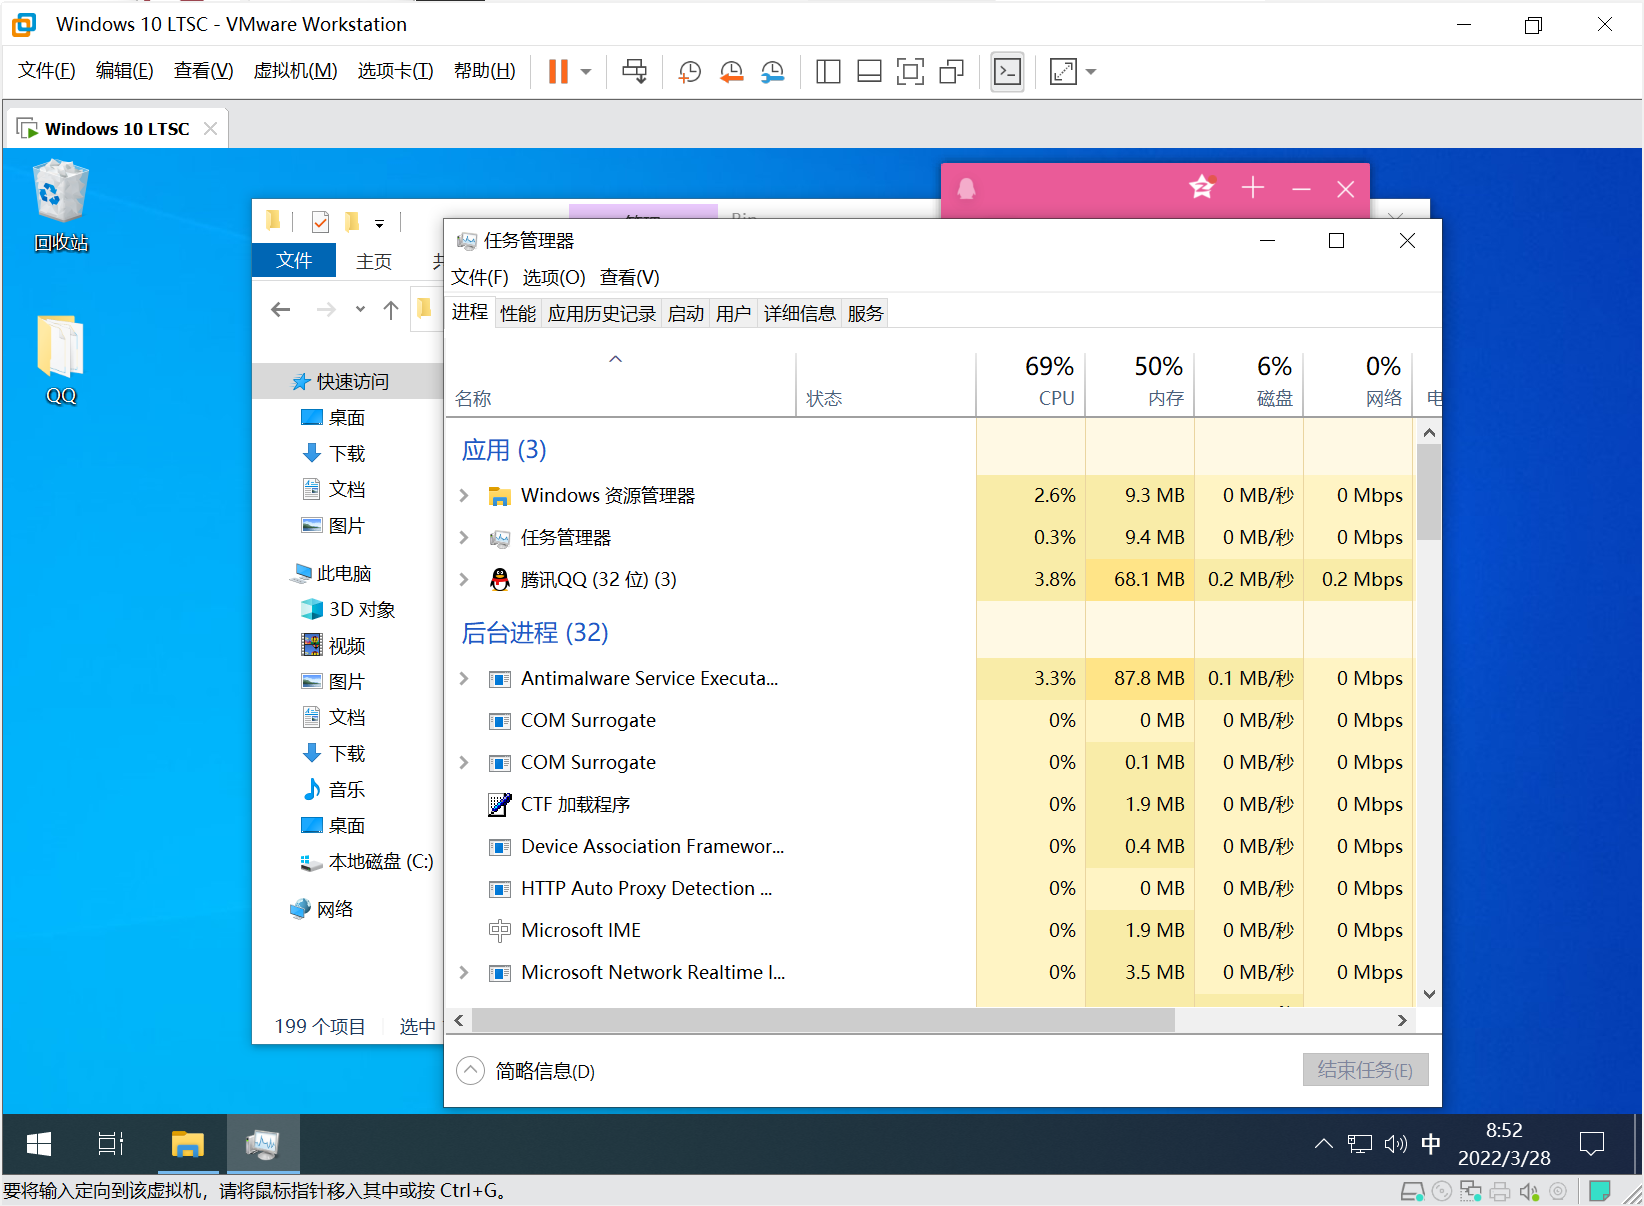 Windows 10 LTSC - VMware Workstation
文件(F) 编辑(E) 查看(V) 虚拟机(M) 选项卡(T) 帮助(H)
Windows 10 LTSC
回收站
QQ
文件 主页
快速访问
桌面
下载
文档
图片
此电脑
3D 对象
视频
图片
文档
下载
音乐
桌面
本地磁盘 (C:)
网络
199 个项目 选中
任务管理器
文件(F) 选项(O) 查看(V)
进程 性能 应用历史记录 启动 用户 详细信息 服务
69% 50% 6% 0%
名称 状态 CPU 内存 磁盘 网络 电
应用 (3)
Windows 资源管理器 2.6% 9.3 MB 0 MB/秒 0 Mbps
任务管理器 0.3% 9.4 MB 0 MB/秒 0 Mbps
腾讯QQ (32 位) (3) 3.8% 68.1 MB 0.2 MB/秒 0.2 Mbps
后台进程 (32)
Antimalware Service Executa... 3.3% 87.8 MB 0.1 MB/秒 0 Mbps
COM Surrogate 0% 0 MB 0 MB/秒 0 Mbps
COM Surrogate 0% 0.1 MB 0 MB/秒 0 Mbps
CTF 加载程序 0% 1.9 MB 0 MB/秒 0 Mbps
Device Association Framewor... 0% 0.4 MB 0 MB/秒 0 Mbps
HTTP Auto Proxy Detection ... 0% 0 MB 0 MB/秒 0 Mbps
Microsoft IME 0% 1.9 MB 0 MB/秒 0 Mbps
Microsoft Network Realtime I... 0% 3.5 MB 0 MB/秒 0 Mbps
简略信息(D) 结束任务(E)
中
8:52
2022/3/28
要将输入定向到该虚拟机，请将鼠标指针移入其中或按 Ctrl+G。